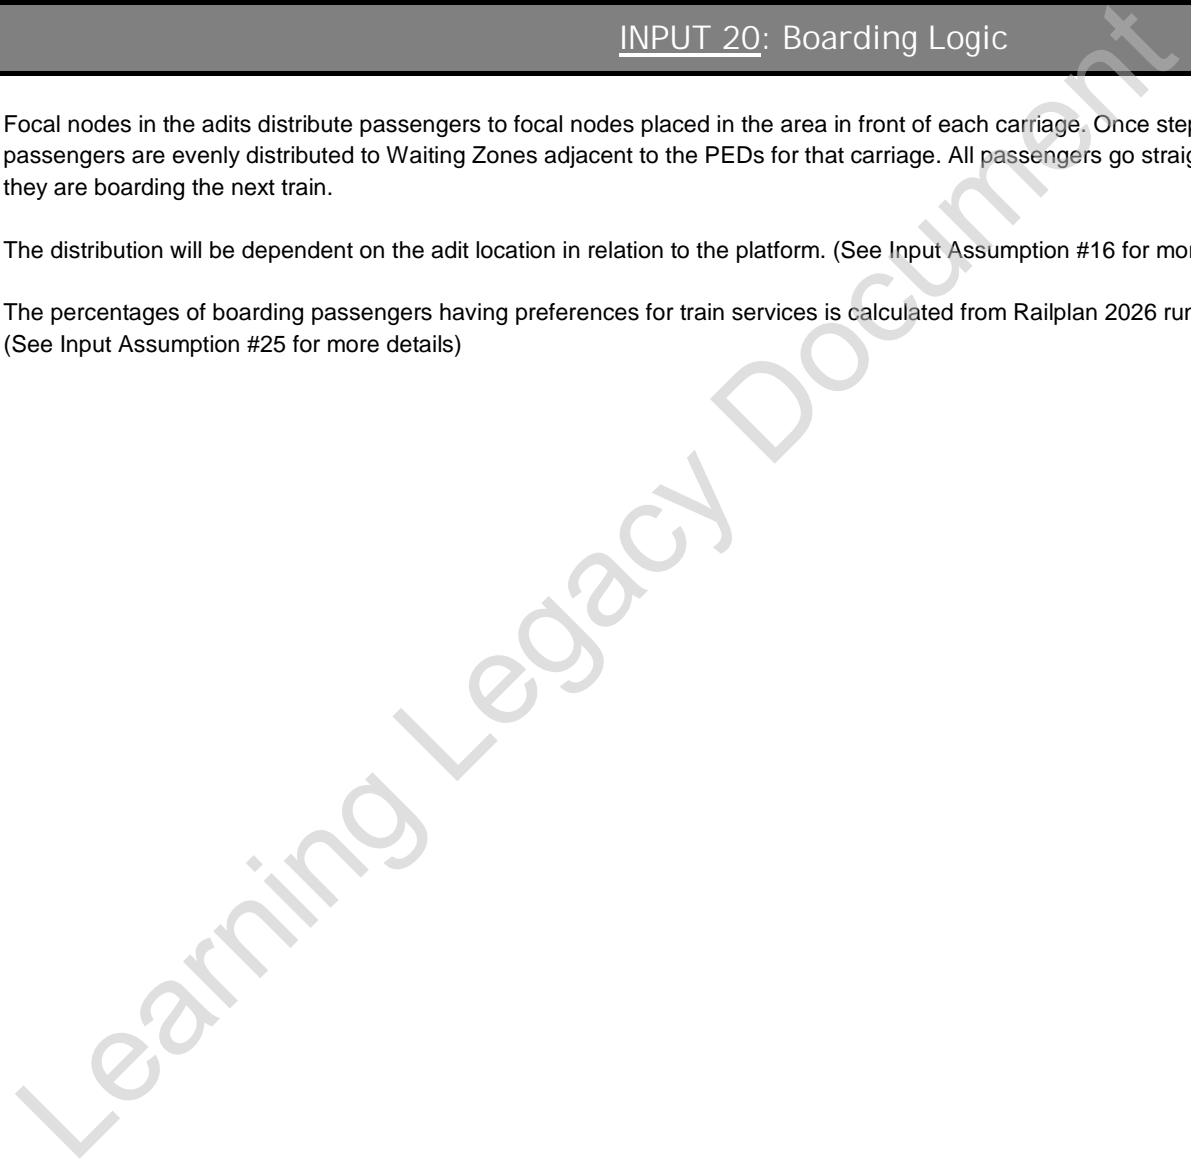 INPUT 20: Boarding Logic
Focal nodes in the adits distribute passengers to focal nodes placed in the area in front of each carriage. Once
passengers are evenly distributed to Waiting Zones adjacent to the PEDs for that carriage. All passengers go
they are boarding the next train.
The distribution will be dependent on the adit location in relation to the platform. (See Input Assumption #16 for
The percentages of boarding passengers having preferences for train services is calculated from Railplan 2026
(See Input Assumption #25 for more details)
Learning Legacy Document